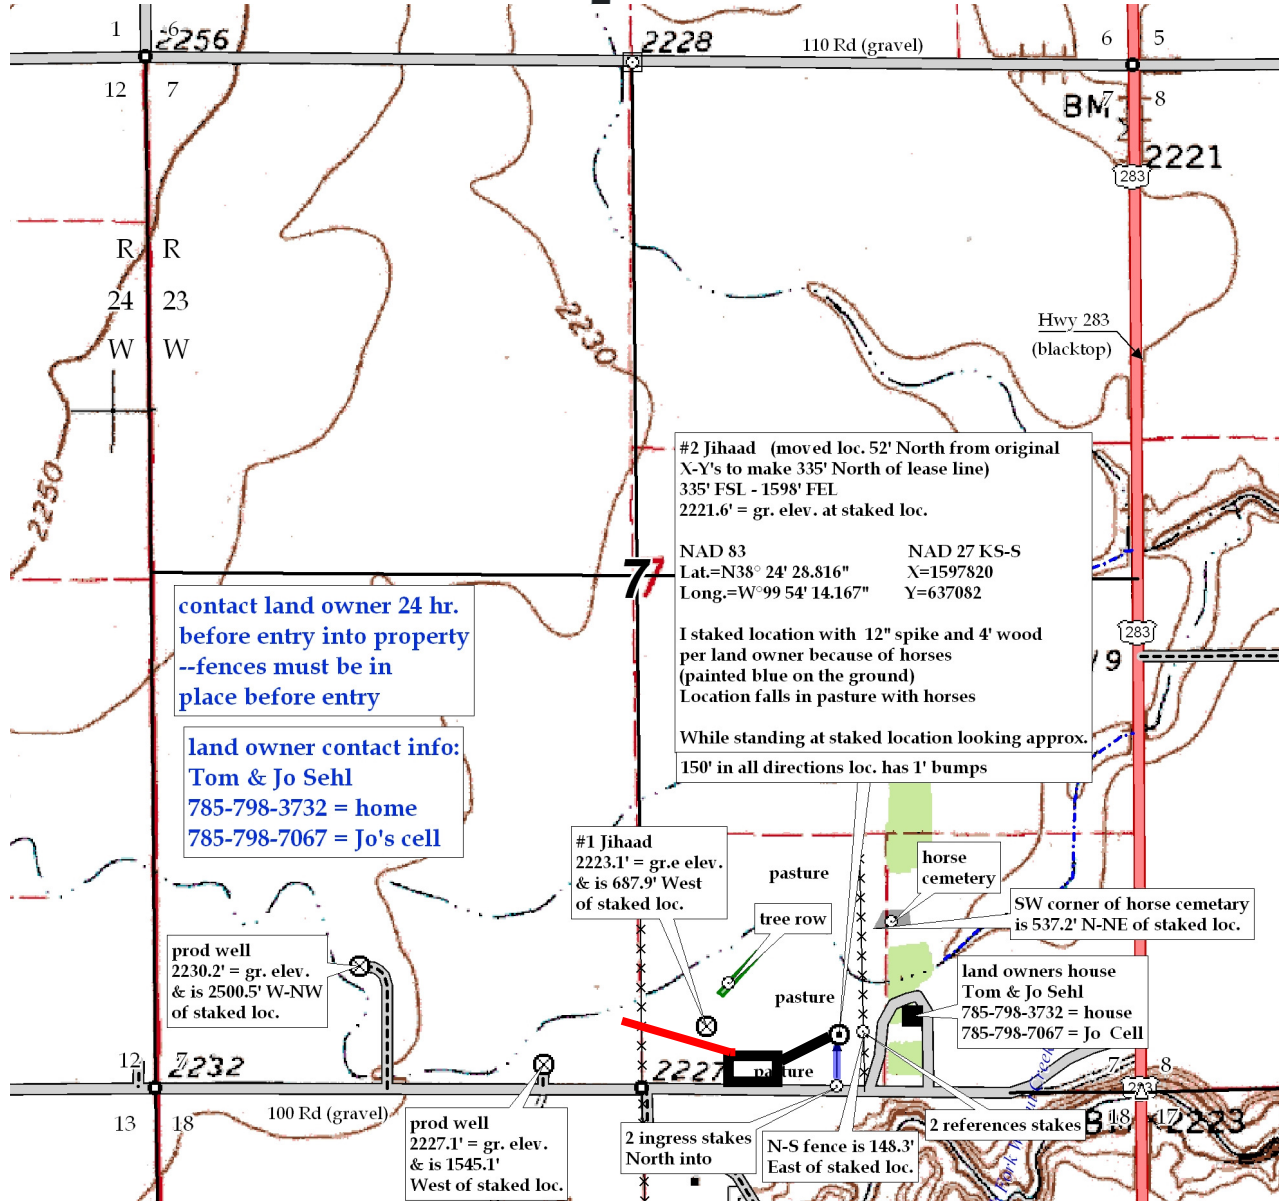 1
6
2256
2228
110 Rd (gravel)
6
5
12
7
7
8
BM
2221
283
R
R
24
23
W
W
2230
Hwy 283
(blacktop)
2250
#2 Jihaad (moved loc. 52' North from original
X-Y's to make 335' North of lease line)
335' FSL - 1598' FEL
2221.6' = gr. elev. at staked loc.
NAD 83 NAD 27 KS-S
Lat.=N38° 24' 28.816" X=1597820
Long.=W°99 54' 14.167" Y=637082
I staked location with 12" spike and 4' wood
per land owner because of horses
(painted blue on the ground)
Location falls in pasture with horses
While standing at staked location looking approx.
150' in all directions loc. has 1' bumps
7
7
contact land owner 24 hr.
before entry into property
--fences must be in
place before entry
283
9
land owner contact info:
Tom & Jo Sehl
785-798-3732 = home
785-798-7067 = Jo's cell
#1 Jihaad
2223.1' = gr.e elev.
& is 687.9' West
of staked loc.
pasture
horse
cemetery
tree row
SW corner of horse cemetary
is 537.2' N-NE of staked loc.
prod well
2230.2' = gr. elev.
& is 2500.5' W-NW
of staked loc.
pasture
land owners house
Tom & Jo Sehl
785-798-3732 = house
785-798-7067 = Jo Cell
12
7
2232
2227
pasture
7
8
283
13
18
100 Rd (gravel)
prod well
2227.1' = gr. elev.
& is 1545.1'
West of staked loc.
2 ingress stakes
North into
N-S fence is 148.3'
East of staked loc.
2 references stakes
18
17
2223
Creek
Fork